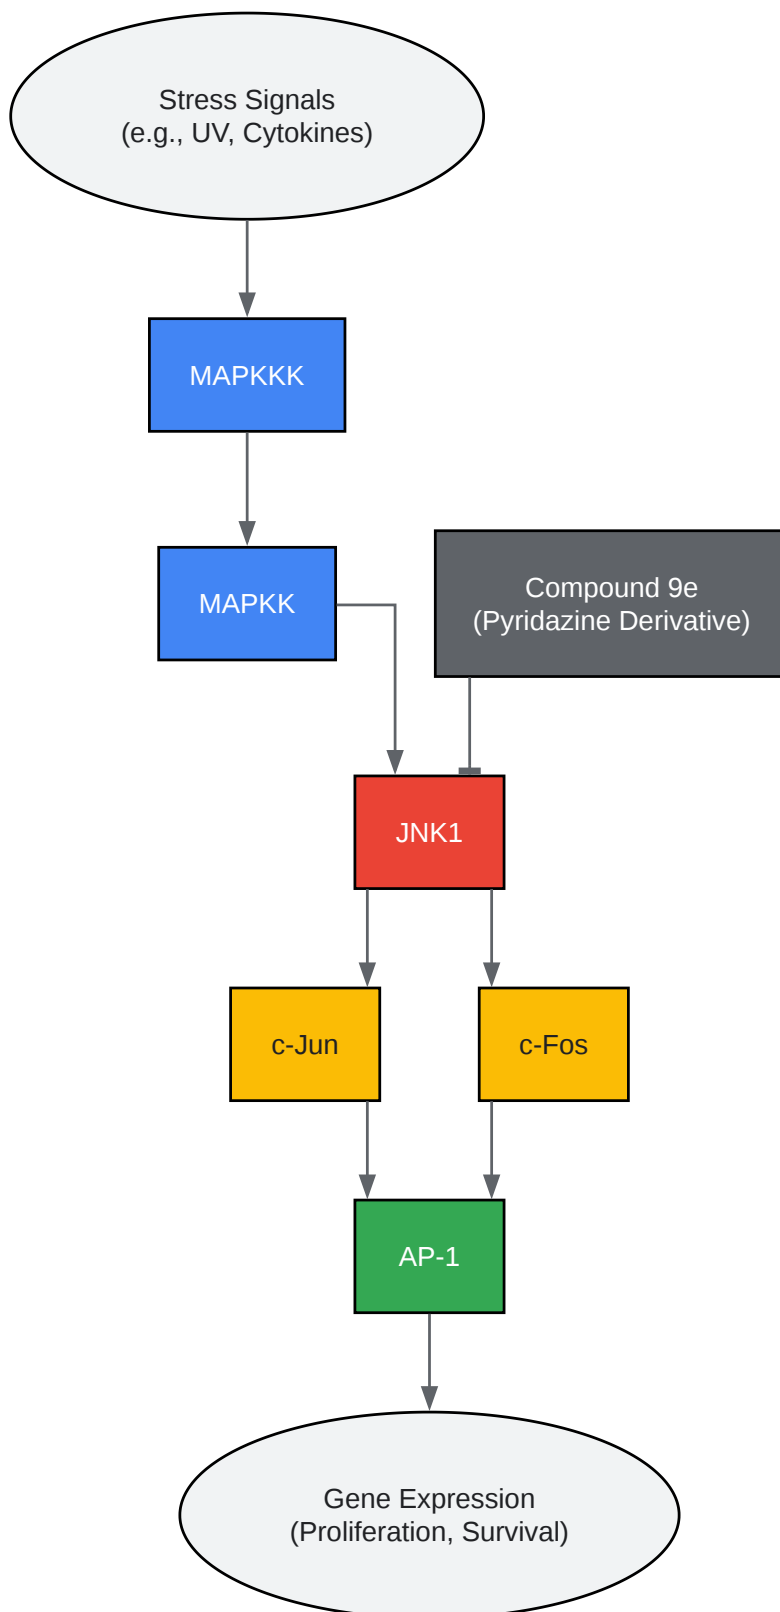 Stress Signals
(e.g., UV, Cytokines)
MAPKKK
MAPKK
Compound 9e
(Pyridazine Derivative)
JNK1
c-Jun
c-Fos
AP-1
Gene Expression
(Proliferation, Survival)